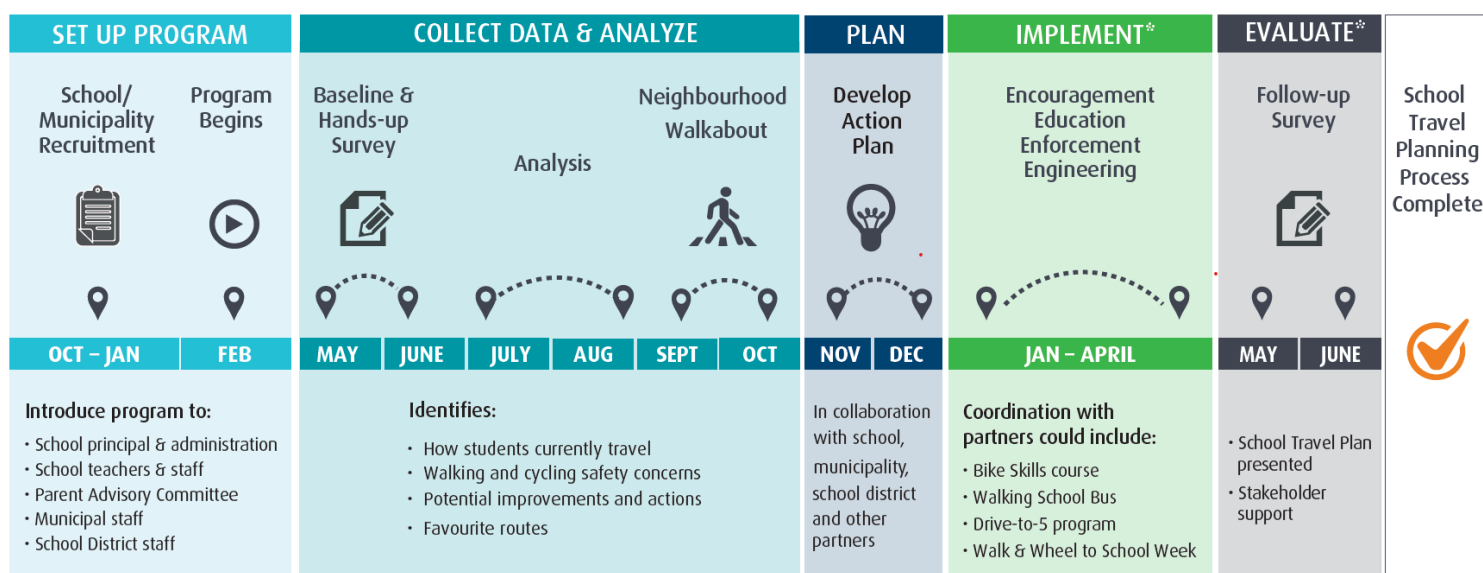 SET UP PROGRAM
School/
Municipality
Recruitment
Program
Begins
OCT – JAN
FEB
Introduce program to:
· School principal & administration
· School teachers & staff
· Parent Advisory Committee
· Municipal staff
· School District staff
COLLECT DATA & ANALYZE
Baseline &
Hands-up
Survey
Analysis
Neighbourhood
Walkabout
MAY
JUNE
JULY
AUG
SEPT
OCT
Identifies:
· How students currently travel
· Walking and cycling safety concerns
· Potential improvements and actions
· Favourite routes
PLAN
Develop
Action
Plan
NOV
DEC
In collaboration
with school,
municipality,
school district
and other
partners
IMPLEMENT*
Encouragement
Education
Enforcement
Engineering
JAN – APRIL
Coordination with
partners could include:
· Bike Skills course
· Walking School Bus
· Drive-to-5 program
· Walk & Wheel to School Week
EVALUATE*
Follow-up
Survey
MAY
JUNE
· School Travel Plan
presented
· Stakeholder
support
School
Travel
Planning
Process
Complete